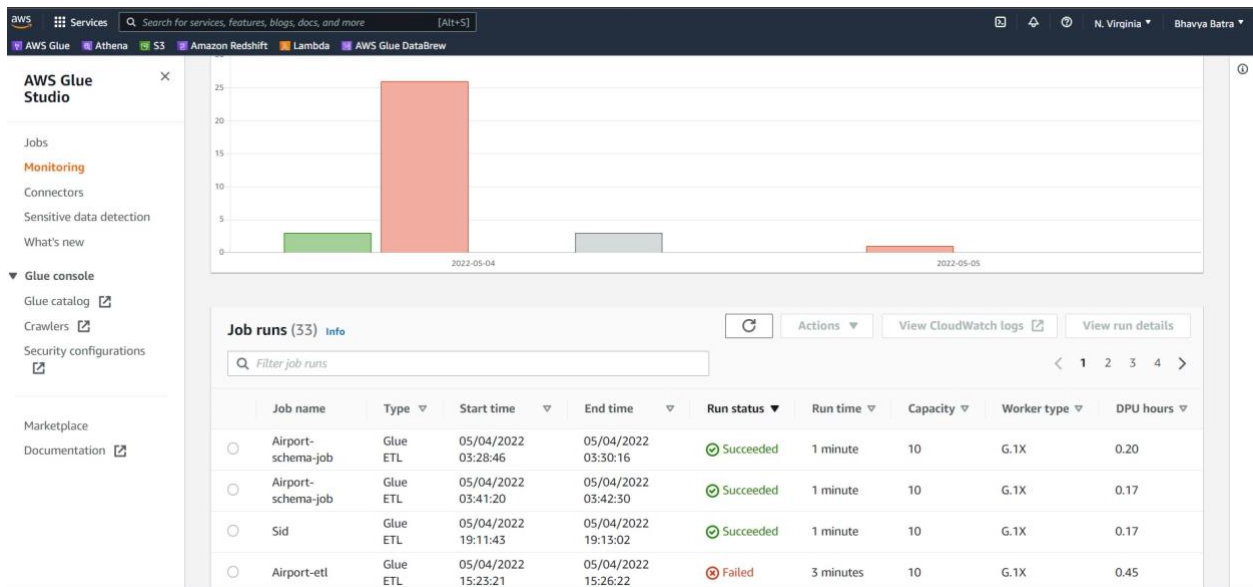 aws Services Search for services, features, blogs, docs, and more [Alt+S] N. Virginia Bhavya Batra
AWS Glue Athena S3 Amazon Redshift Lambda AWS Glue DataBrew
AWS Glue
Studio
Jobs
Monitoring
Connectors
Sensitive data detection
What's new
Glue console
Glue catalog
Crawlers
Security configurations
Marketplace
Documentation
25
20
15
10
5
0
2022-05-04 2022-05-05
Job runs (33) Info Actions View CloudWatch logs View run details
Filter job runs 1 2 3 4
Job name Type Start time End time Run status Run time Capacity Worker type DPU hours
Airport- Glue 05/04/2022 05/04/2022 Succeeded 1 minute 10 G.1X 0.20
schema-job ETL 03:28:46 03:30:16
Airport- Glue 05/04/2022 05/04/2022 Succeeded 1 minute 10 G.1X 0.17
schema-job ETL 03:41:20 03:42:30
Sid Glue 05/04/2022 05/04/2022 Succeeded 1 minute 10 G.1X 0.17
ETL 19:11:43 19:13:02
Airport-etl Glue 05/04/2022 05/04/2022 Failed 3 minutes 10 G.1X 0.45
ETL 15:23:21 15:26:22